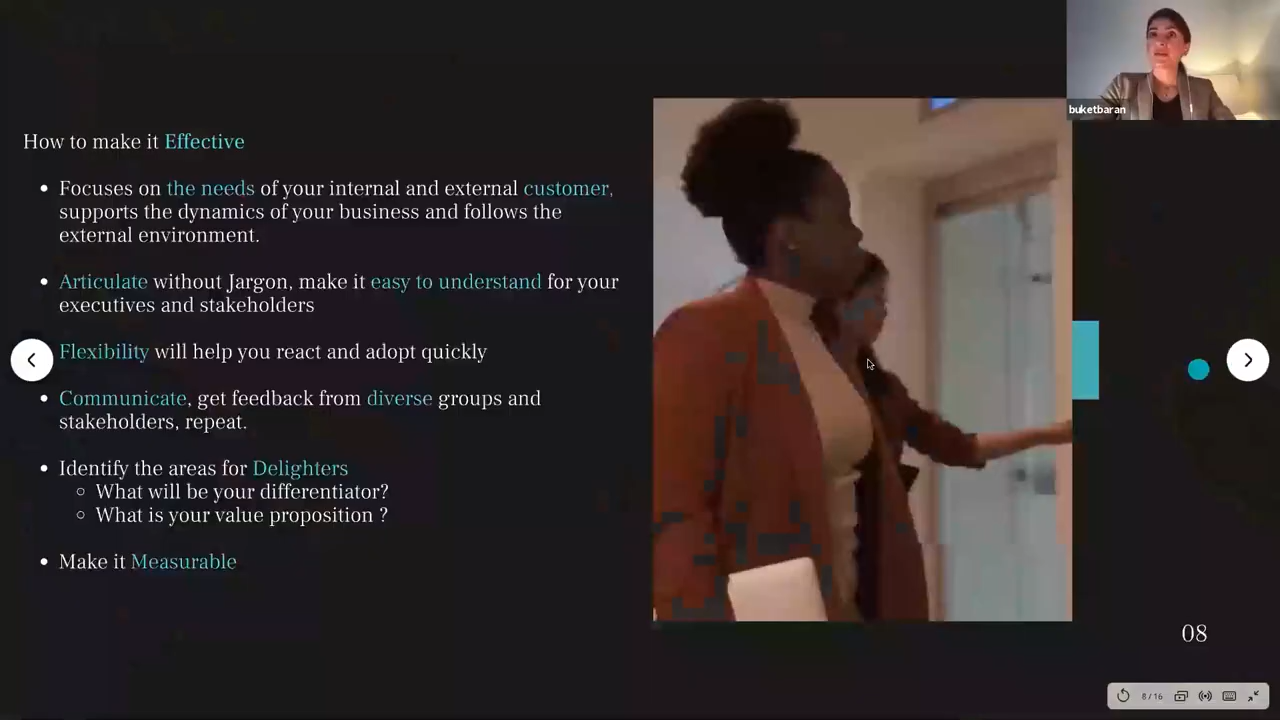 buketbaran
How to make it Effective
Focuses on the needs of your internal and external customer,
supports the dynamics of your business and follows the
external environment.
Articulate without Jargon, make it easy to understand for your
executives and stakeholders
Flexibility will help you react and adopt quickly
Communicate, get feedback from diverse groups and
stakeholders, repeat.
Identify the areas for Delighters
What will be your differentiator?
What is your value proposition ?
Make it Measurable
08
8/16